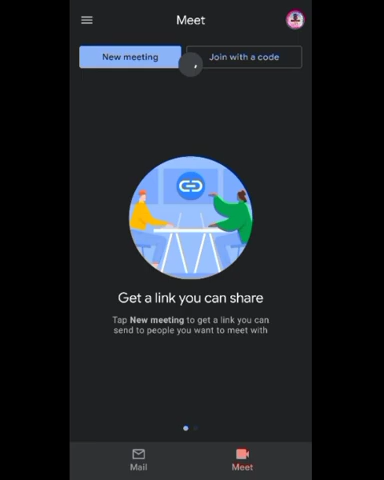 Meet
New meeting
Join with a code
Get a link you can share
Tap New meeting to get a link you can
send to people you want to meet with
Mail
Meet